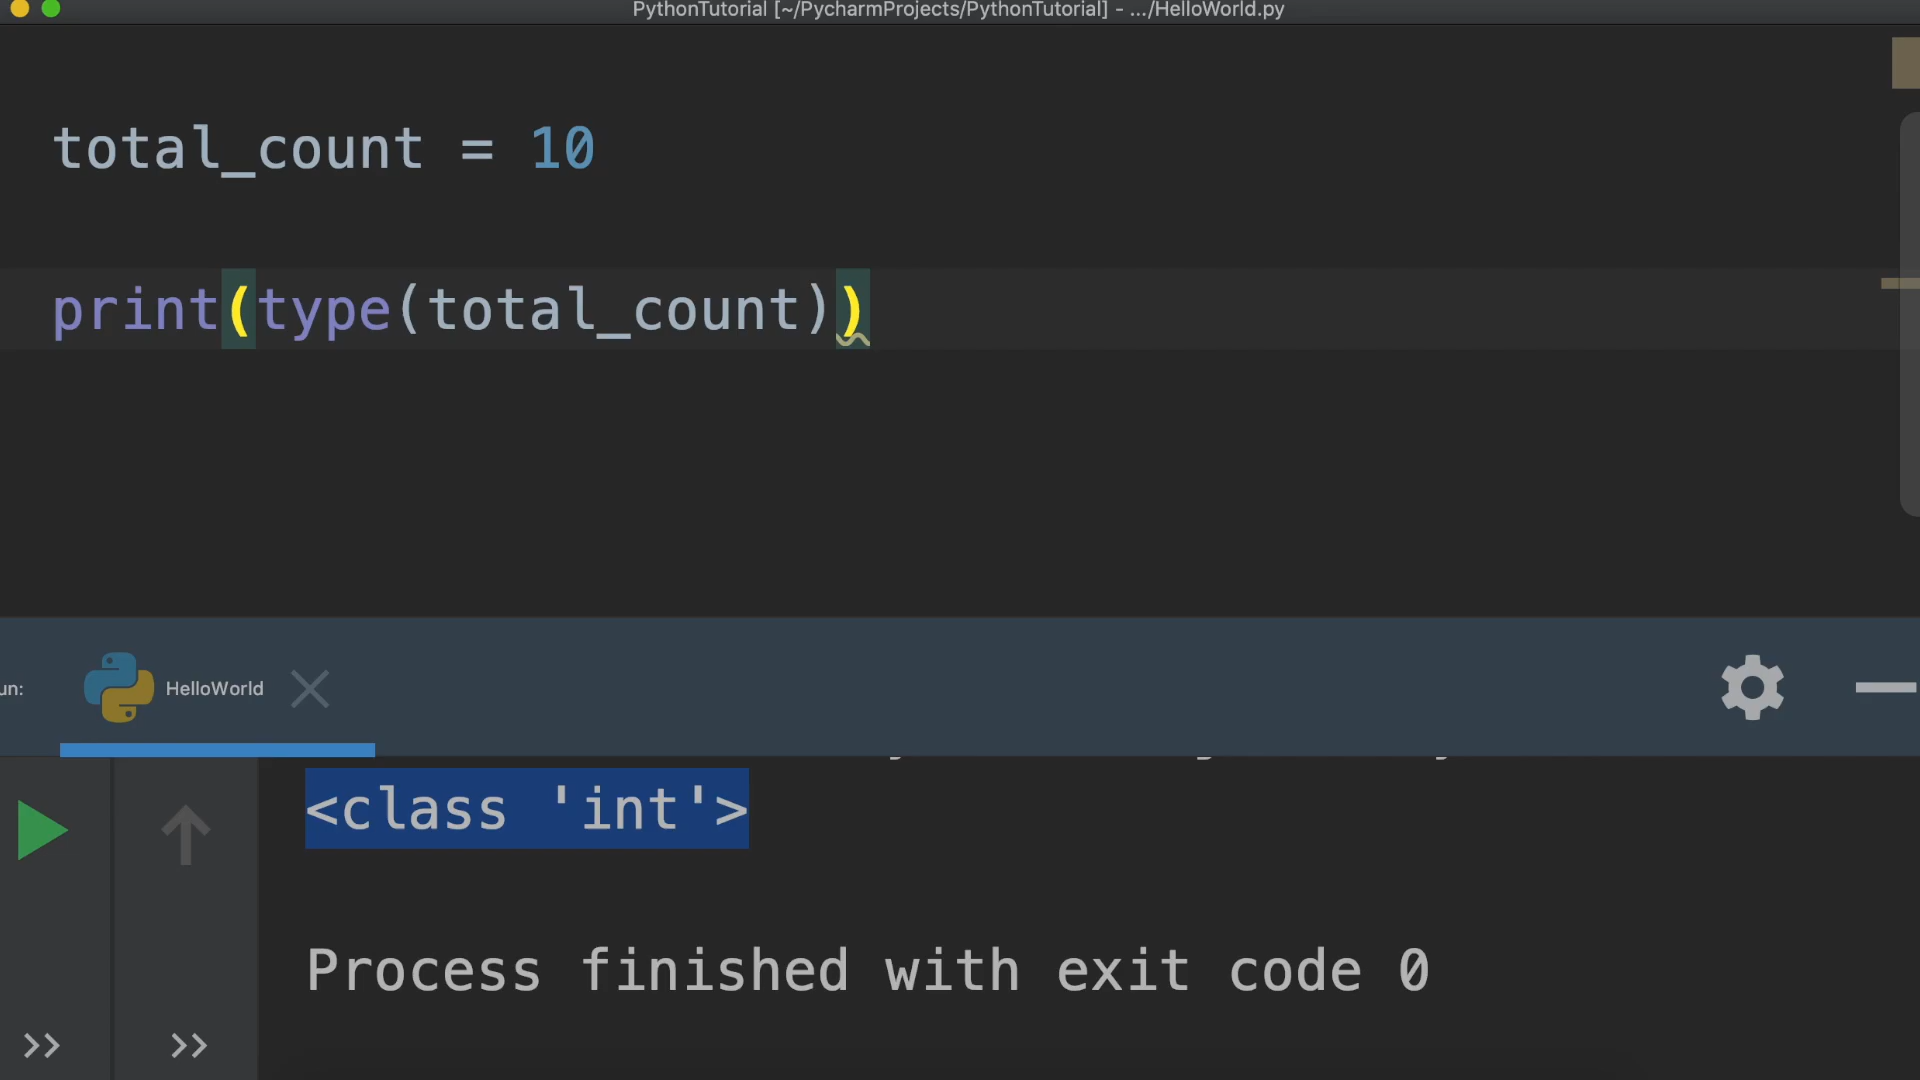 PythonTutorial [~/PycharmProjects/PythonTutorial] - .../HelloWorld.py
total_count = 10
print(type(total_count))
un:
HelloWorld
<class 'int'>
Process finished with exit code 0